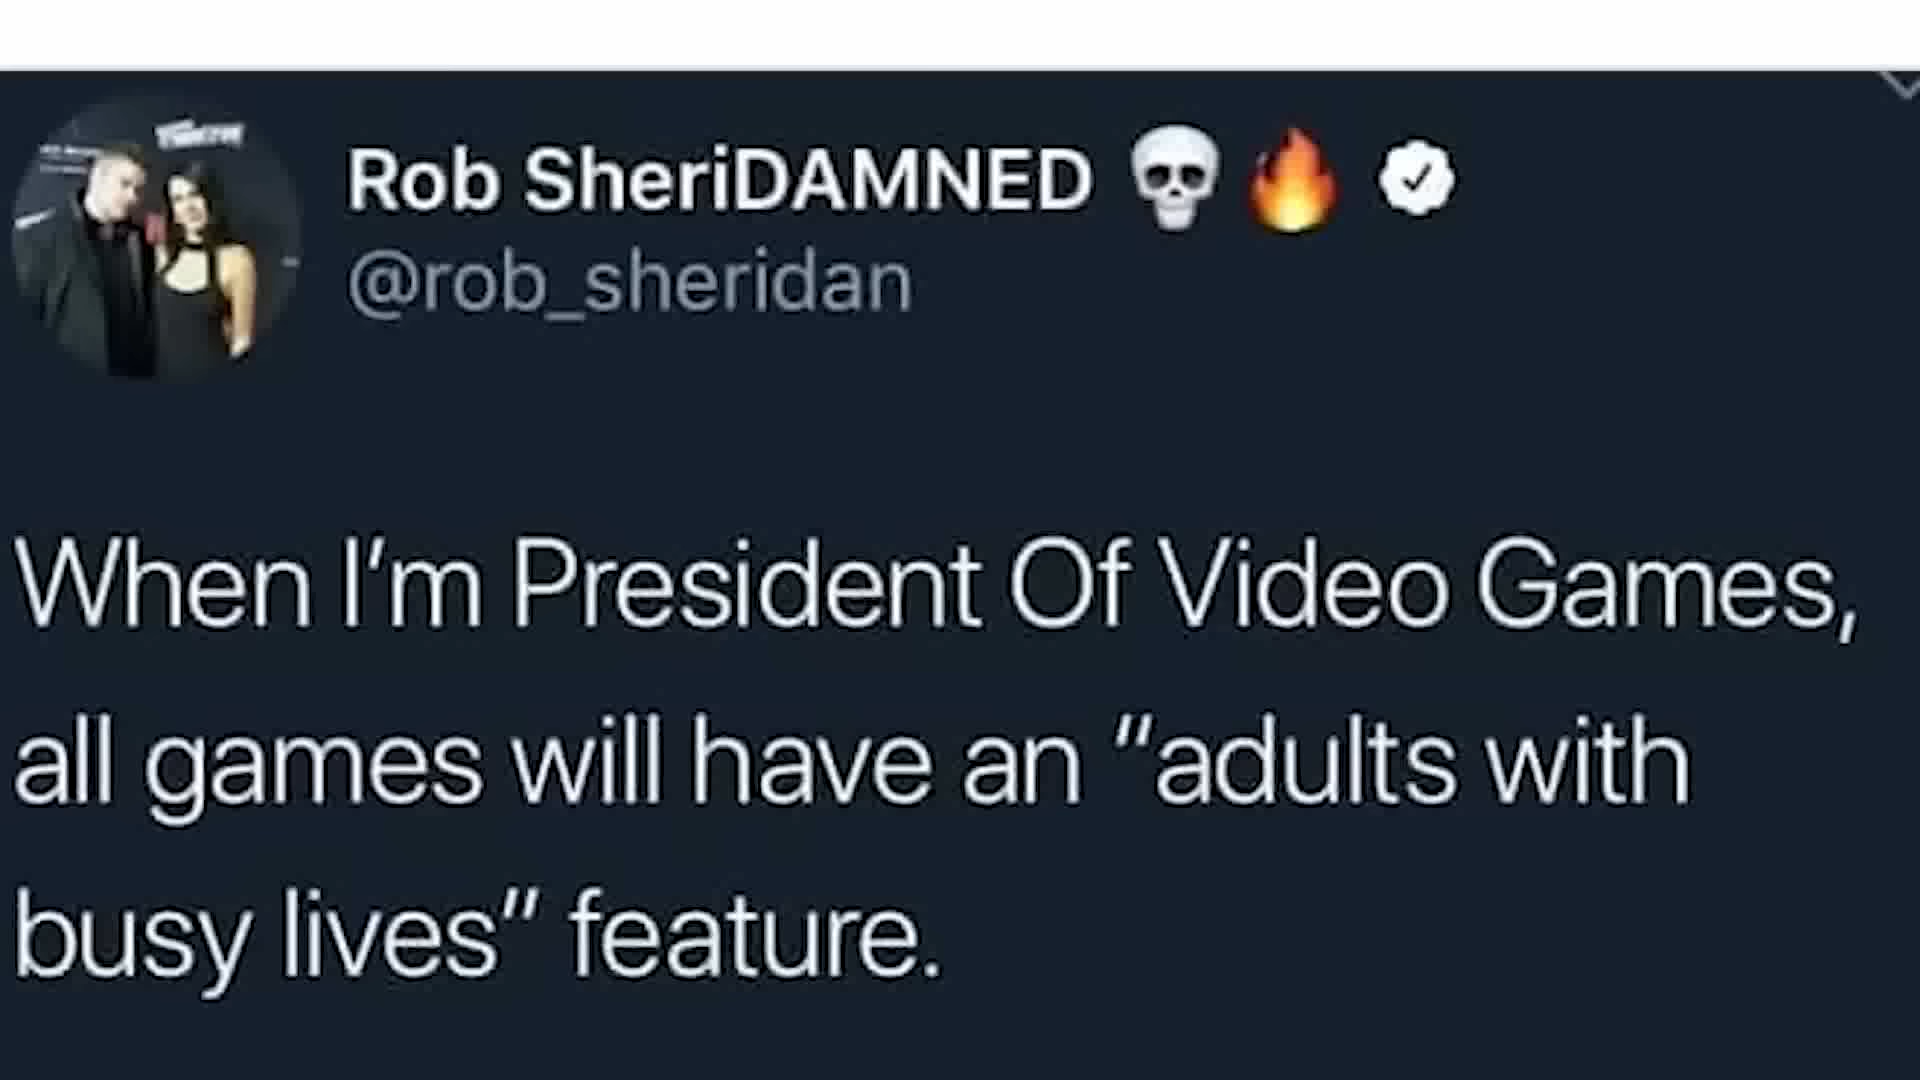 Rob SheriDAMNED 💀🔥
@rob_sheridan
When I’m President Of Video Games,
all games will have an "adults with
busy lives" feature.